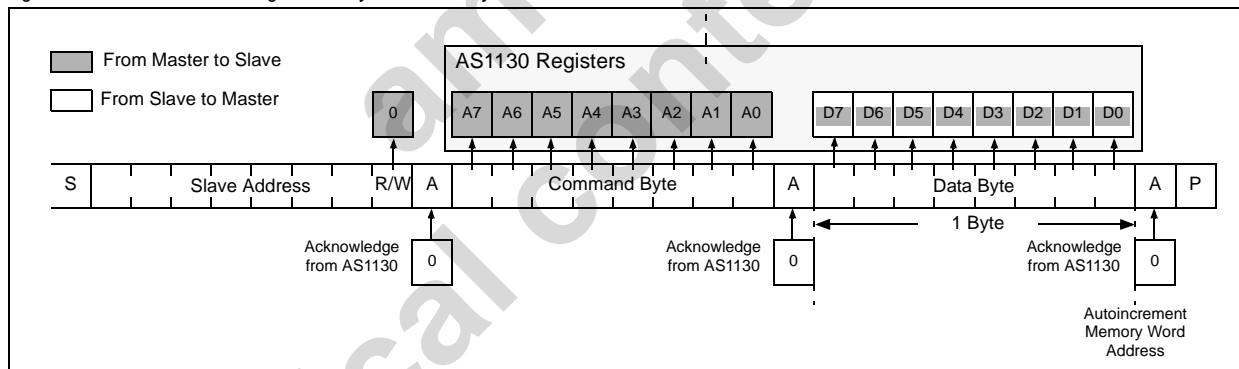 From Master to Slave
From Slave to Master
AS1130 Registers
0 A7 A6 A5 A4 A3 A2 A1 A0 D7 D6 D5 D4 D3 D2 D1 D0
S Slave Address R/W A Command Byte A Data Byte A P
1 Byte
Acknowledge
from AS1130
0
Acknowledge
from AS1130
0
Acknowledge
from AS1130
0
Autoincrement
Memory Word
Address